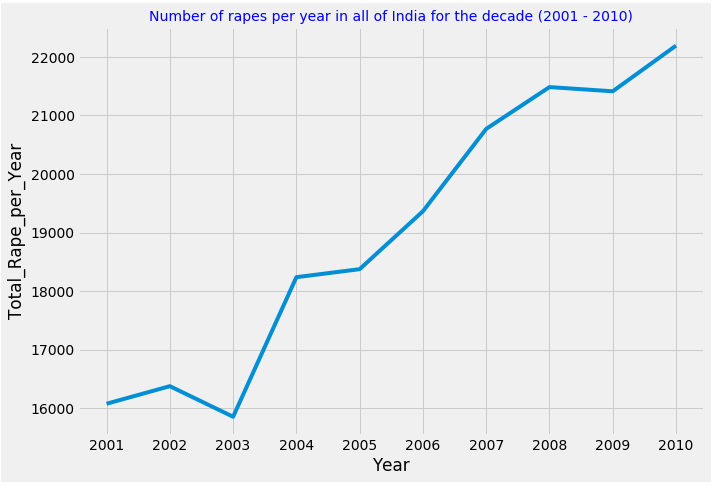 Number of rapes per year in all of India for the decade (2001 - 2010)
Total_Rape_per_Year
22000
21000
20000
19000
18000
17000
16000
2001 2002 2003 2004 2005 2006 2007 2008 2009 2010
Year